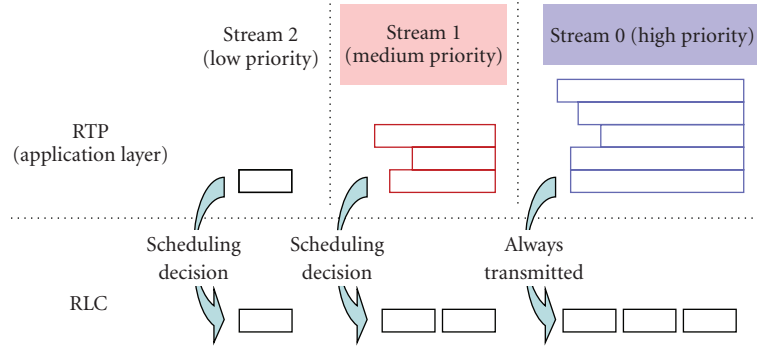 Stream 2
(low priority)
Stream 1
(medium priority)
Stream 0 (high priority)
RTP
(application layer)
Scheduling
decision
Scheduling
decision
Always
transmitted
RLC